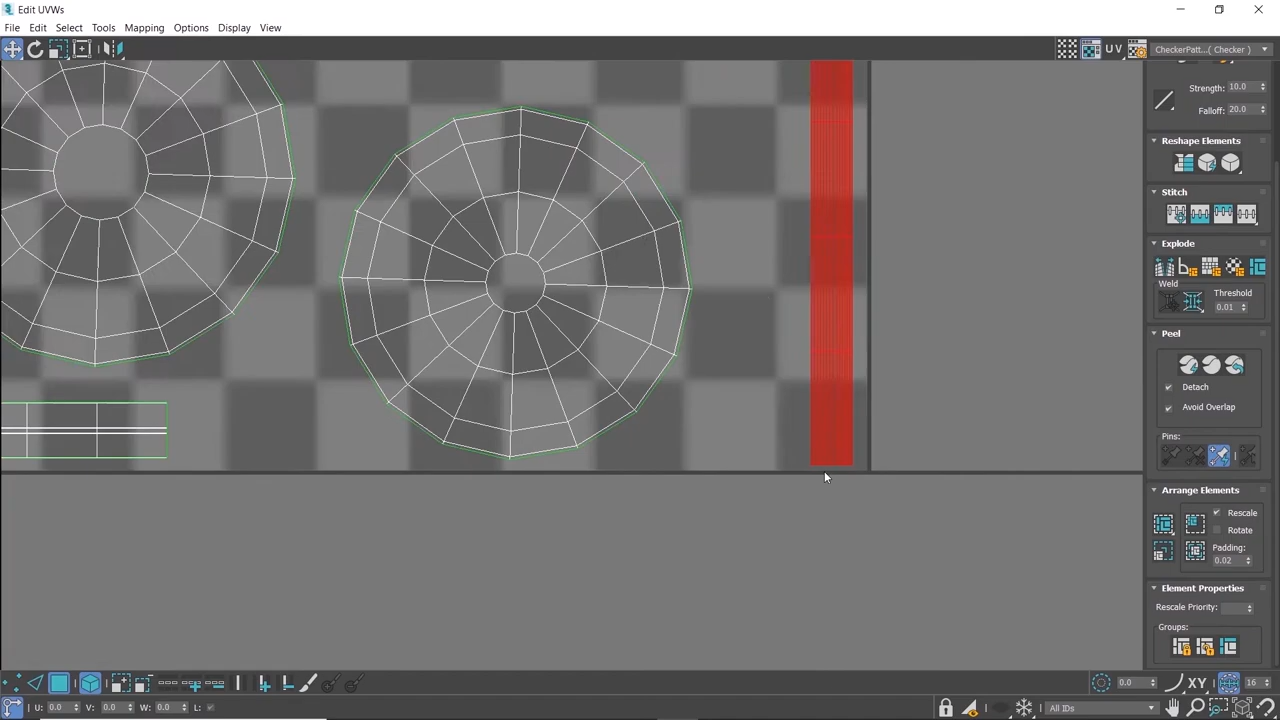 Edit UVWs
File Edit Select Tools Mapping Options Display View
UV CheckerPatt...( Checker )
Strength: 10.0
Falloff: 20.0
Reshape Elements
Stitch
Explode
Weld
Threshold
0.01
Peel
Detach
Avoid Overlap
Pins:
Arrange Elements
Rescale
Rotate
Padding:
0.02
Element Properties
Rescale Priority:
Groups:
0.0 XY 16
U: 0.0 V: 0.0 W: 0.0 L: All IDs